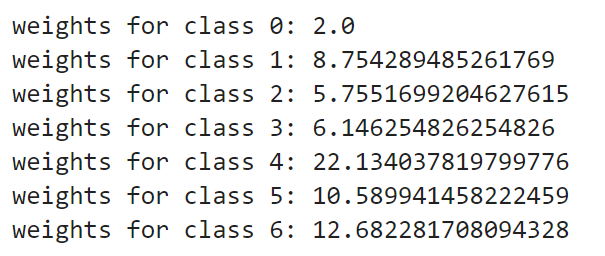 weights for class 0: 2.0
weights for class 1: 8.754289485261769
weights for class 2: 5.7551699204627615
weights for class 3: 6.146254826254826
weights for class 4: 22.134037819799776
weights for class 5: 10.589941458222459
weights for class 6: 12.682281708094328